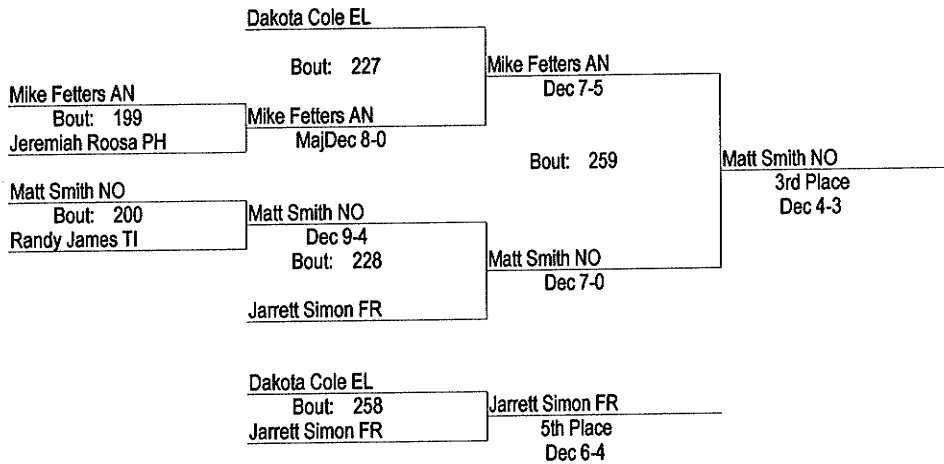 Dakota Cole EL
Bout: 227
Mike Fetters AN
Dec 7-5
Mike Fetters AN
Bout: 199
Jeremiah Roosa PH
Mike Fetters AN
MajDec 8-0
Bout: 259
Matt Smith NO
3rd Place
Dec 4-3
Matt Smith NO
Bout: 200
Randy James TI
Matt Smith NO
Dec 9-4
Bout: 228
Matt Smith NO
Dec 7-0
Jarrett Simon FR
Dakota Cole EL
Bout: 258
Jarrett Simon FR
Jarrett Simon FR
5th Place
Dec 6-4